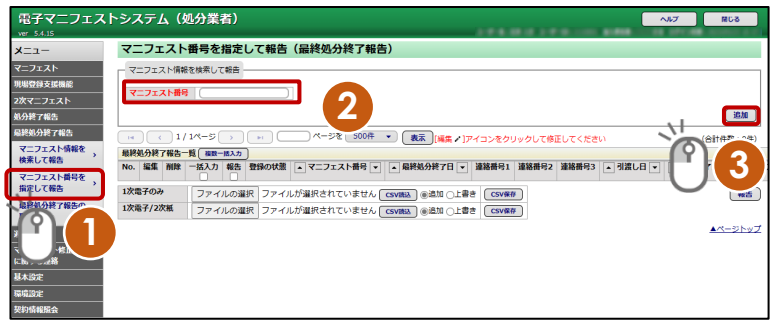 電子マニフェストシステム（処分業者）
ver 5.4.15
ヘルプ
閉じる
メニュー
マニフェスト
現場登録支援機能
2次マニフェスト
処分終了報告
最終処分終了報告
マニフェスト情報を
検索して報告
マニフェスト番号を
指定して報告
最終処分終了報告の
基本設定
環境設定
契約情報照会
1
マニフェスト番号を指定して報告（最終処分終了報告）
マニフェスト情報を検索して報告
マニフェスト番号
2
追加
1 / 1ページ
ページを 500件 表示 [編集]アイコンをクリックして修正してください
(合計件数：0件)
最終処分終了報告一覧 複数一括入力
No. 編集 削除 一括入力 報告 登録の状態 ▲ マニフェスト番号 ▼ ▲ 最終処分終了日 ▼ 連絡番号1 連絡番号2 連絡番号3 ▲ 引渡し日 ▼
3
1次電子のみ ファイルの選択 ファイルが選択されていません CSV読込 追加 上書き CSV保存
報告
1次電子/2次紙 ファイルの選択 ファイルが選択されていません CSV読込 追加 上書き CSV保存
▲ページトップ